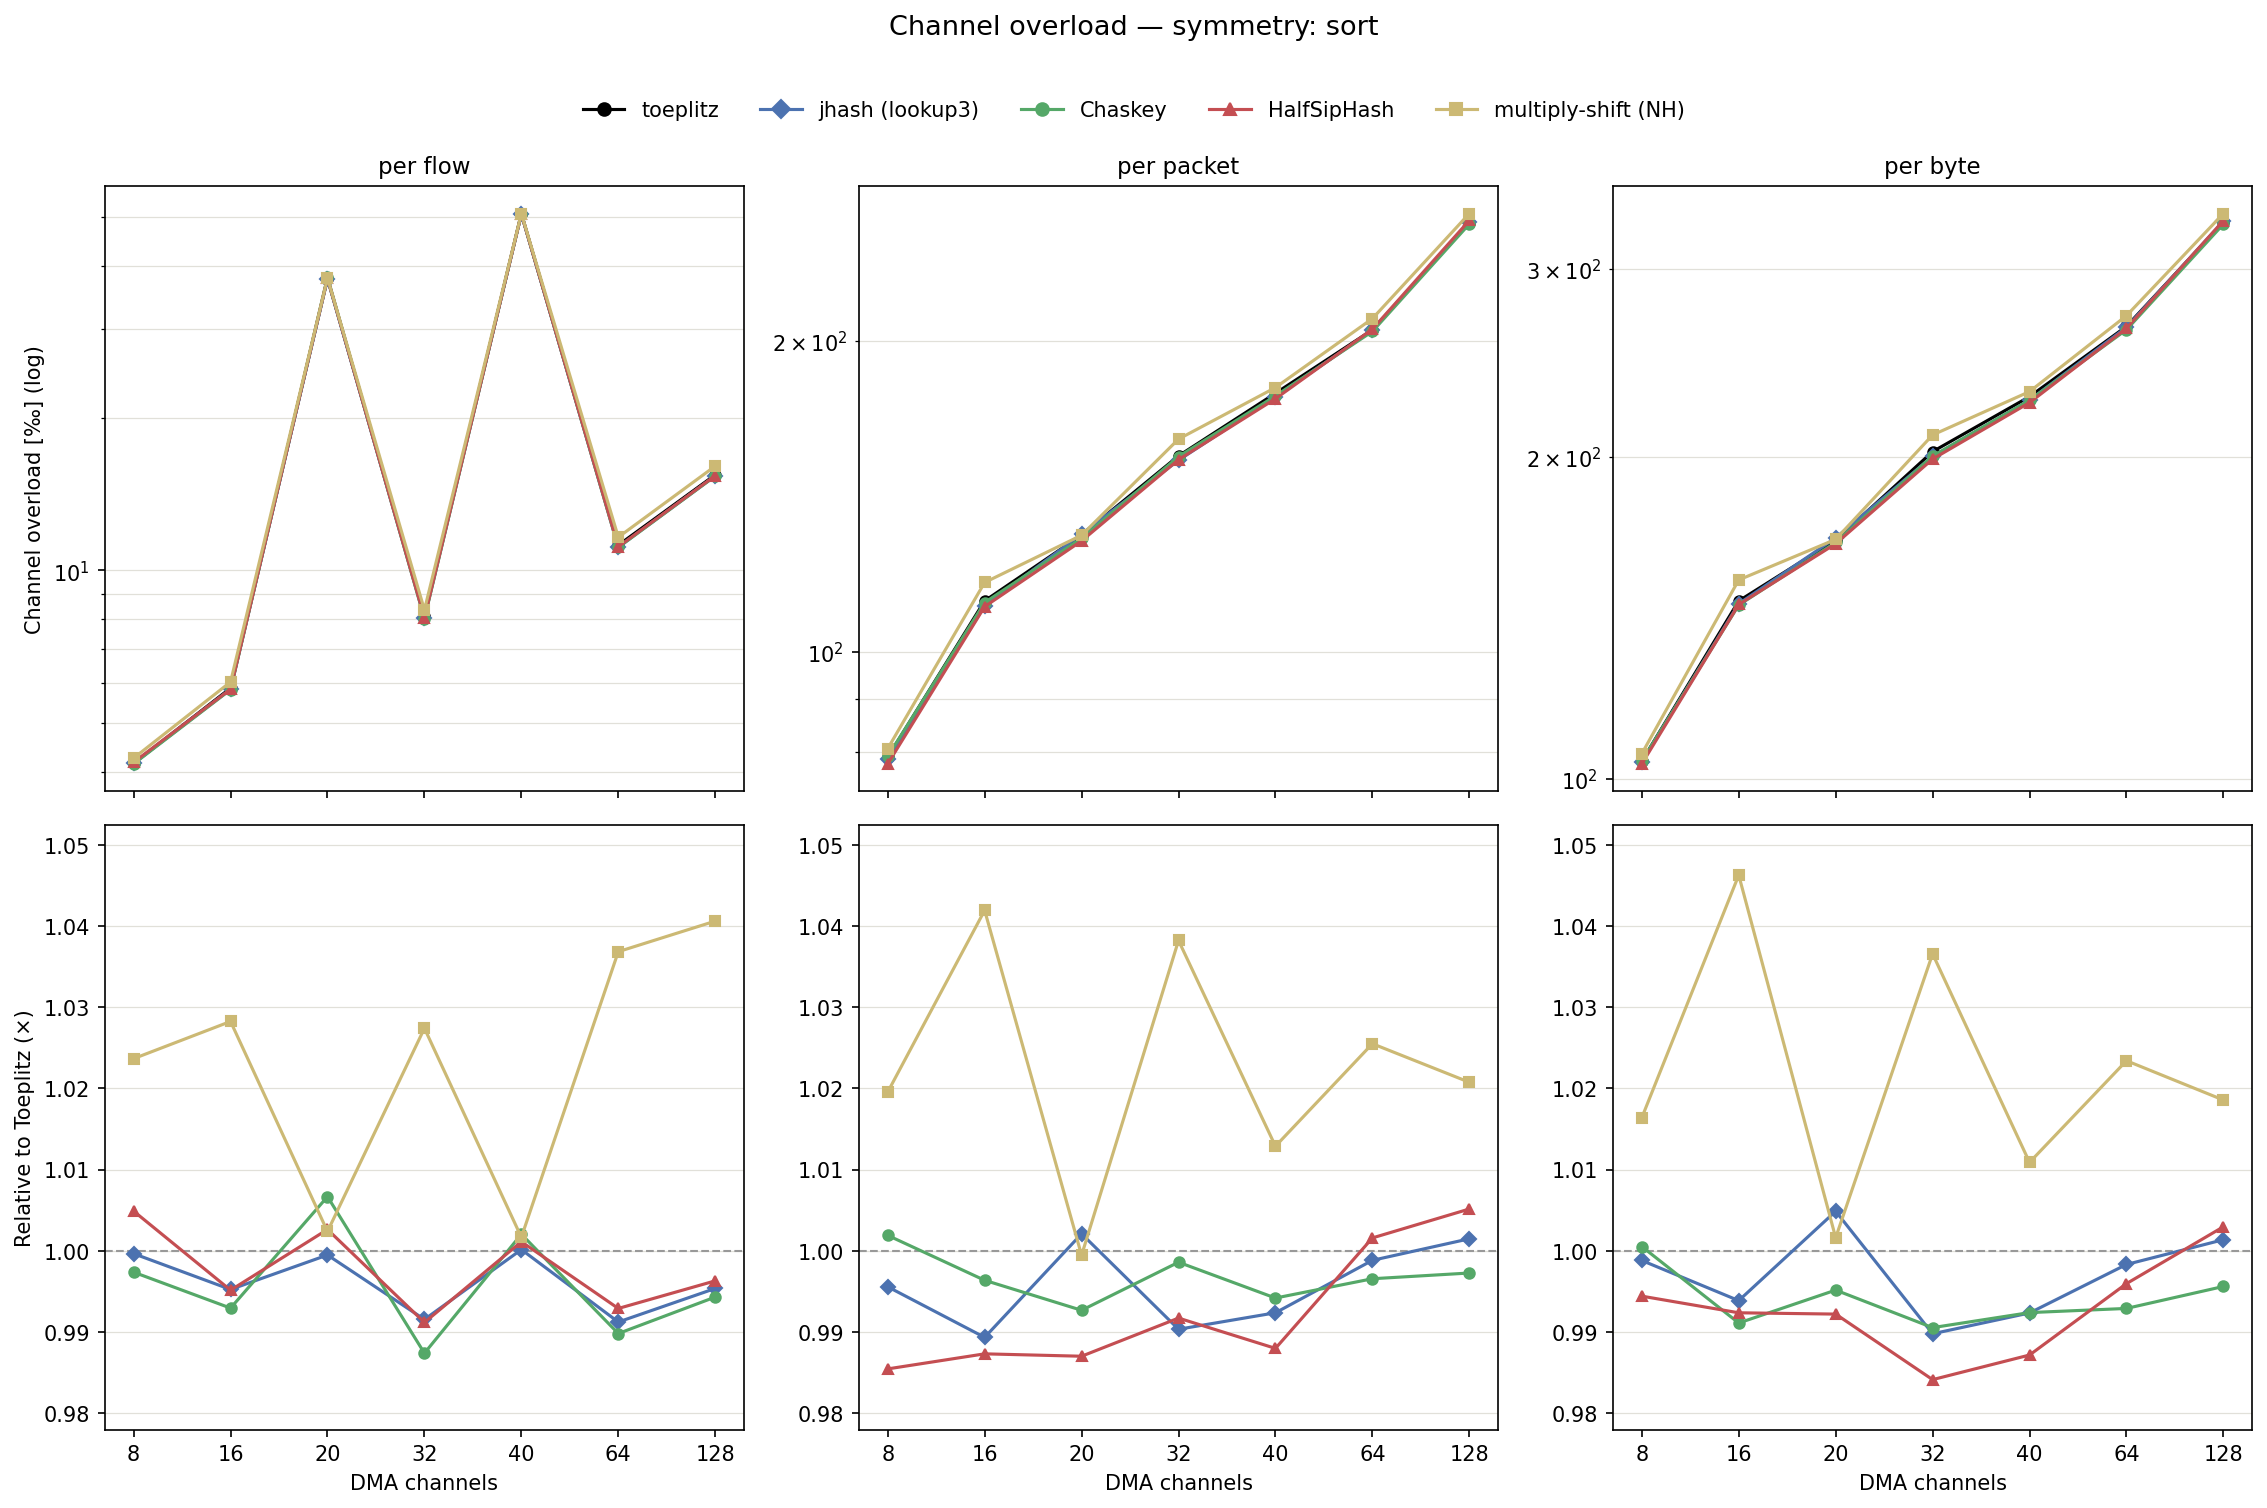 Channel overload — symmetry: sort
toeplitz jhash (lookup3) Chaskey HalfSipHash multiply-shift (NH)
per flow per packet per byte
Channel overload [‰] (log)
10¹
2 × 10²
10²
3 × 10²
2 × 10²
10²
Relative to Toeplitz (×)
1.05
1.04
1.03
1.02
1.01
1.00
0.99
0.98
8 16 20 32 40 64 128
DMA channels
1.05
1.04
1.03
1.02
1.01
1.00
0.99
0.98
8 16 20 32 40 64 128
DMA channels
1.05
1.04
1.03
1.02
1.01
1.00
0.99
0.98
8 16 20 32 40 64 128
DMA channels